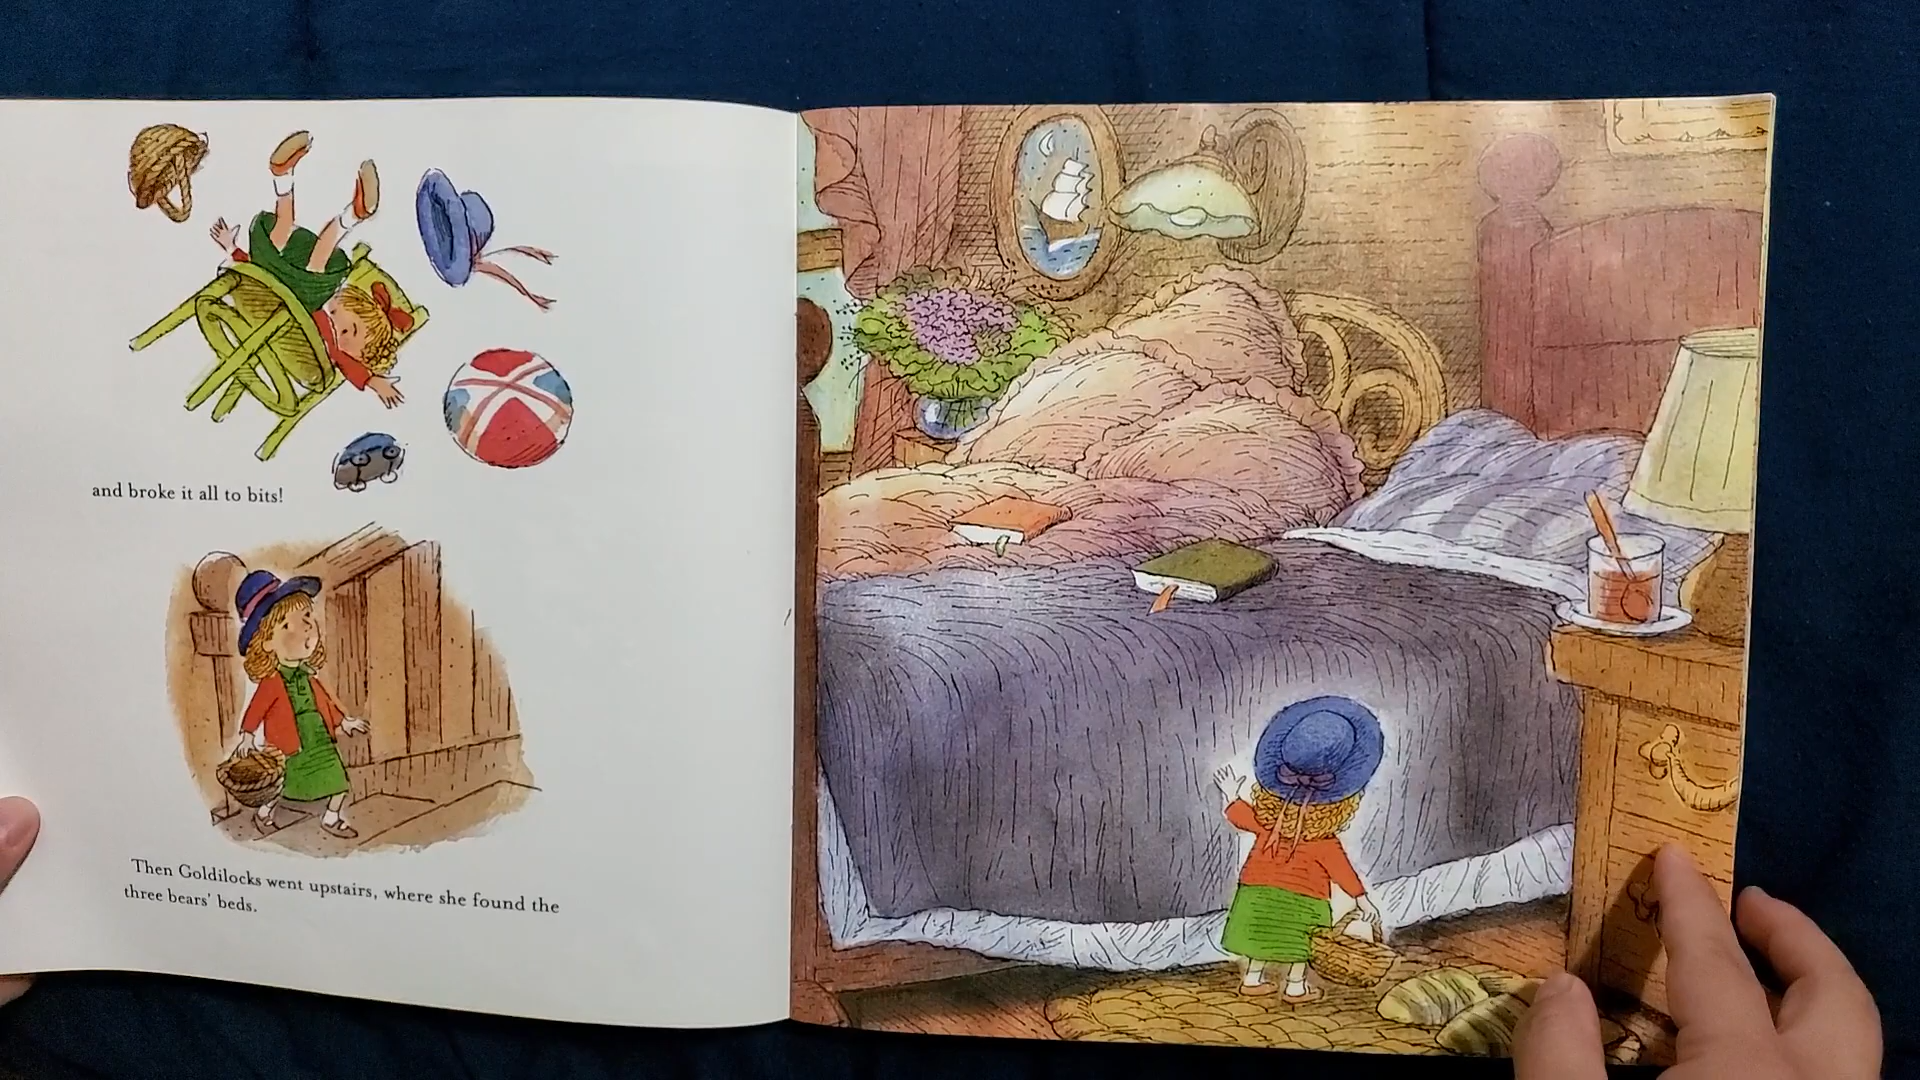 and broke it all to bits!
Then Goldilocks went upstairs, where she found the
three bears' beds.